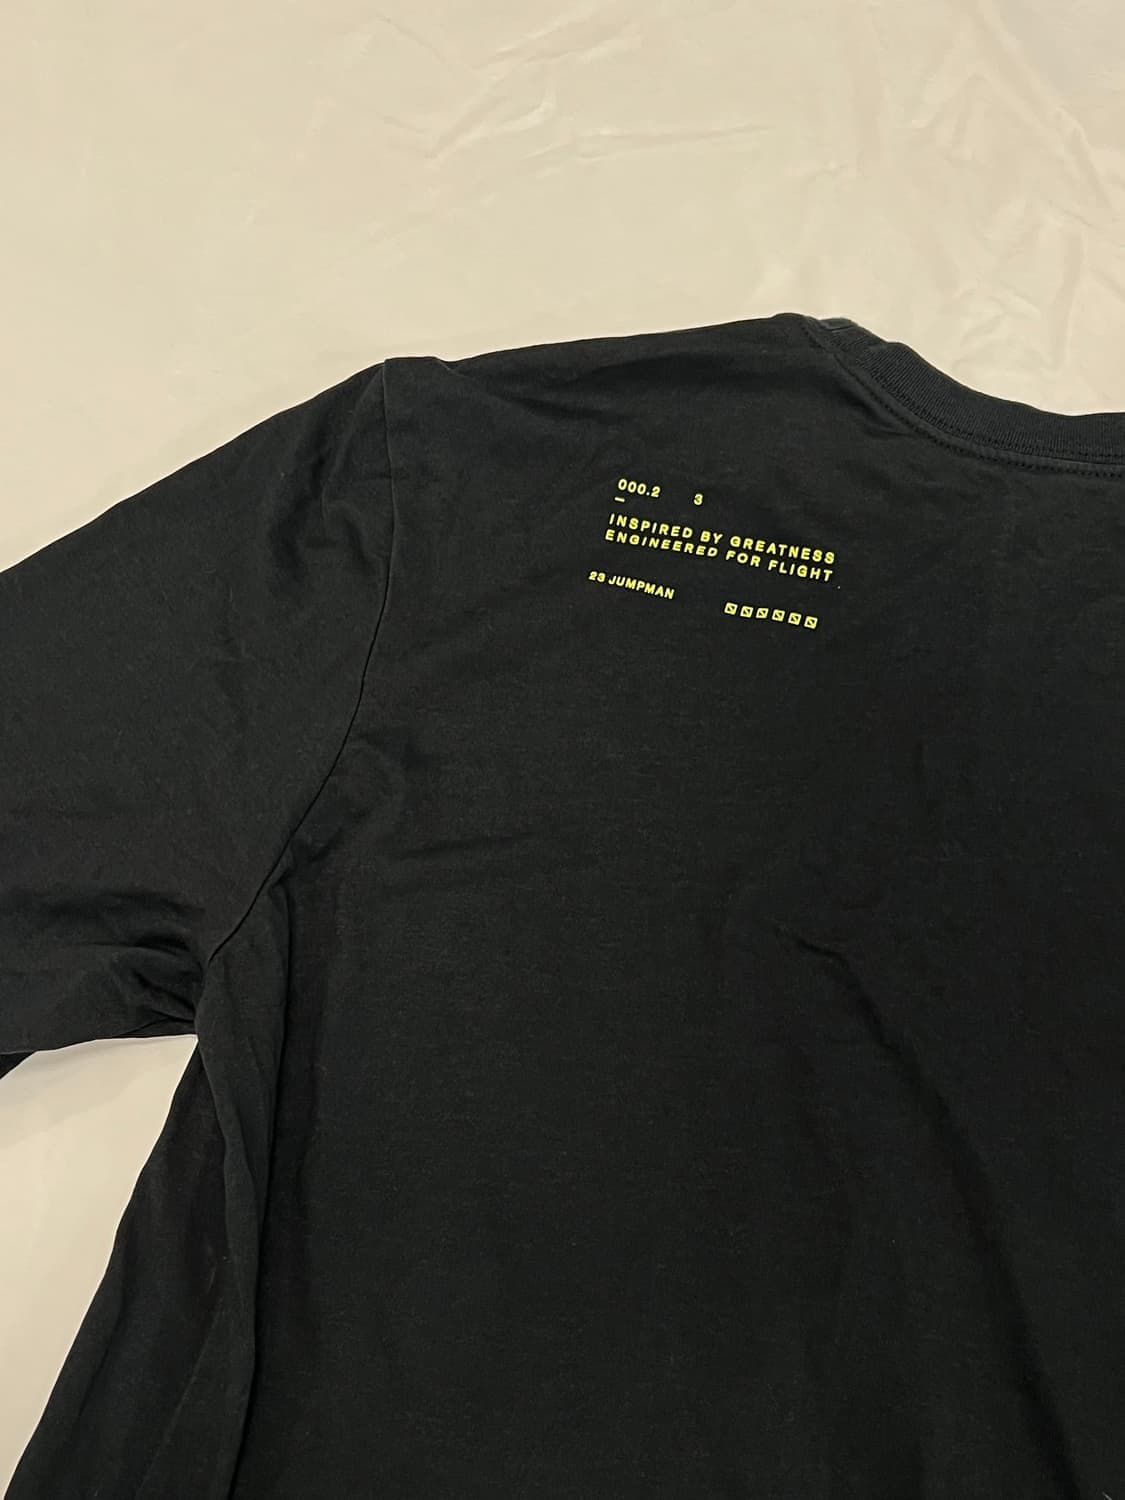 000.2 3
INSPIRED BY GREATNESS
ENGINEERED FOR FLIGHT
23 JUMPMAN